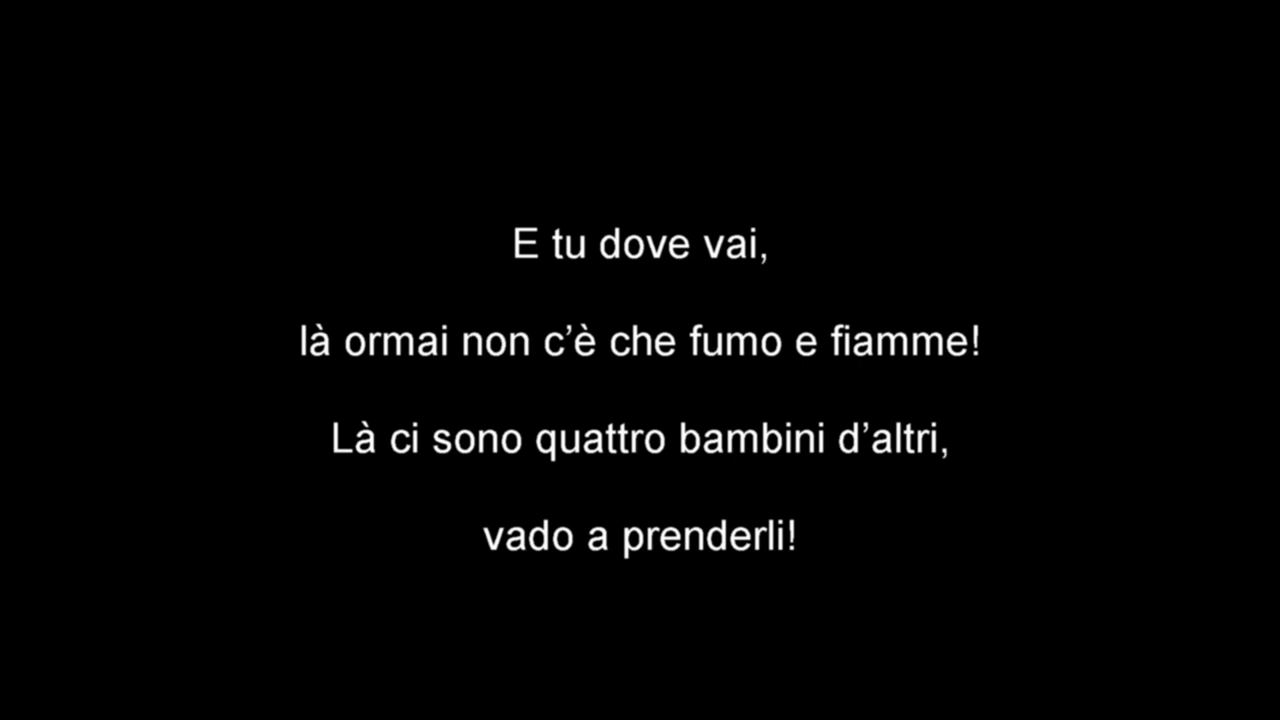 E tu dove vai,
là ormai non c’è che fumo e fiamme!
Là ci sono quattro bambini d’altri,
vado a prenderli!